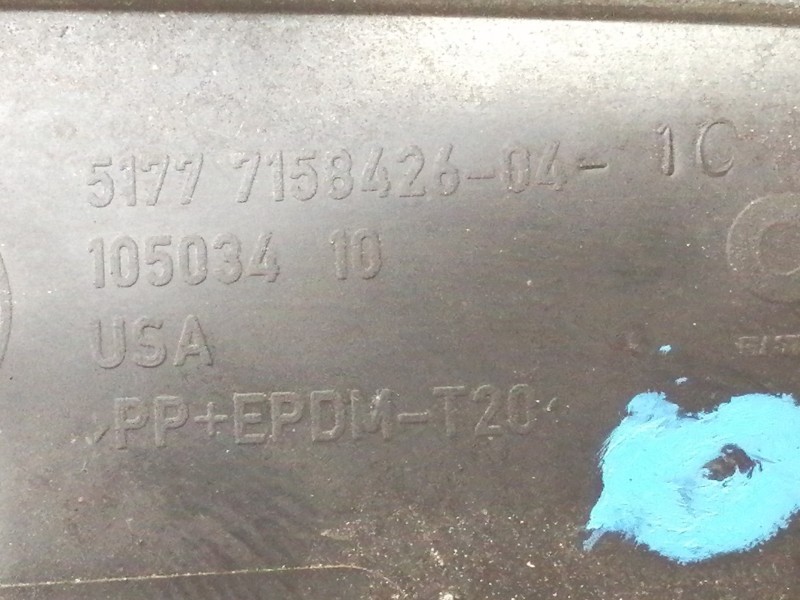 5177 7158426-04- 1C
105034 10
USA
>PP+EPDM-T20<